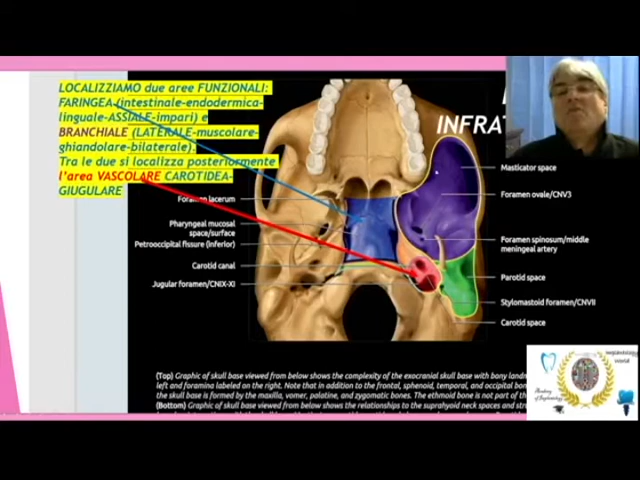 LOCALIZZIAMO due aree FUNZIONALI:
FARINGEA (intestinale-endodermica-
linguale-ASSIALE-impari) e
BRANCHIALE (LATERALE-muscolare-
ghiandolare-bilaterale).
Tra le due si localizza posteriormente
l'area VASCOLARE CAROTIDEA-
GIUGULARE
INFRAT
Foramen lacerum
Pharyngeal mucosal
space/surface
Petrooccipital fissure (inferior)
Carotid canal
Jugular foramen/CNIX-XI
Masticator space
Foramen ovale/CNV3
Foramen spinosum/middle
meningeal artery
Parotid space
Stylomastoid foramen/CNVII
Carotid space
(Top) Graphic of skull base viewed from below shows the complexity of the exocranial skull base with bony landm
left and foramina labeled on the right. Note that in addition to the frontal, sphenoid, temporal, and occipital bon
the skull base is formed by the maxilla, vomer, palatine, and zygomatic bones. The ethmoid bone is not part of the
(Bottom) Graphic of skull base viewed from below shows the relationships to the suprahyoid neck spaces and str
Academy
of Implantology